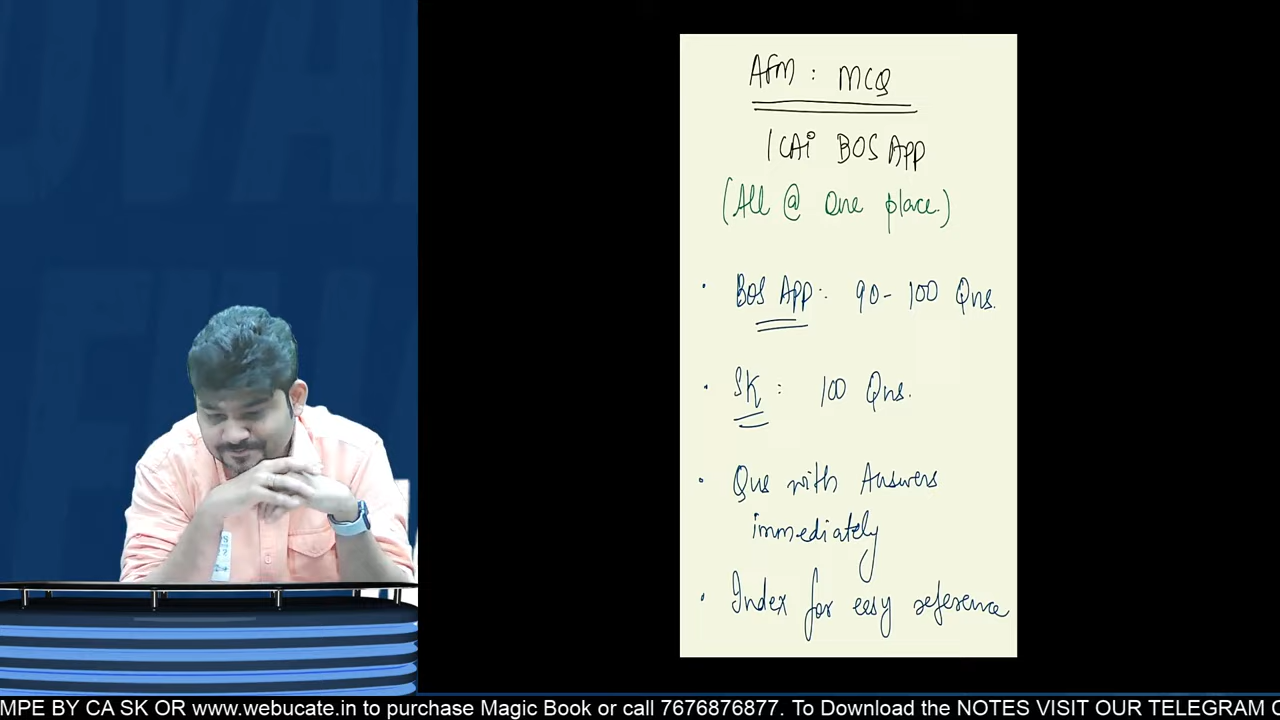 AFM : MCQ
ICAi BOS APP
(All @ One place.)
• BOS APP: 90 - 100 Qns.
• SK : 100 Qns.
• Qns with Answers
immediately
• Index for easy reference
MPE BY CA SK OR www.webucate.in to purchase Magic Book or call 7676876877. To Download the NOTES VISIT OUR TELEGRAM C